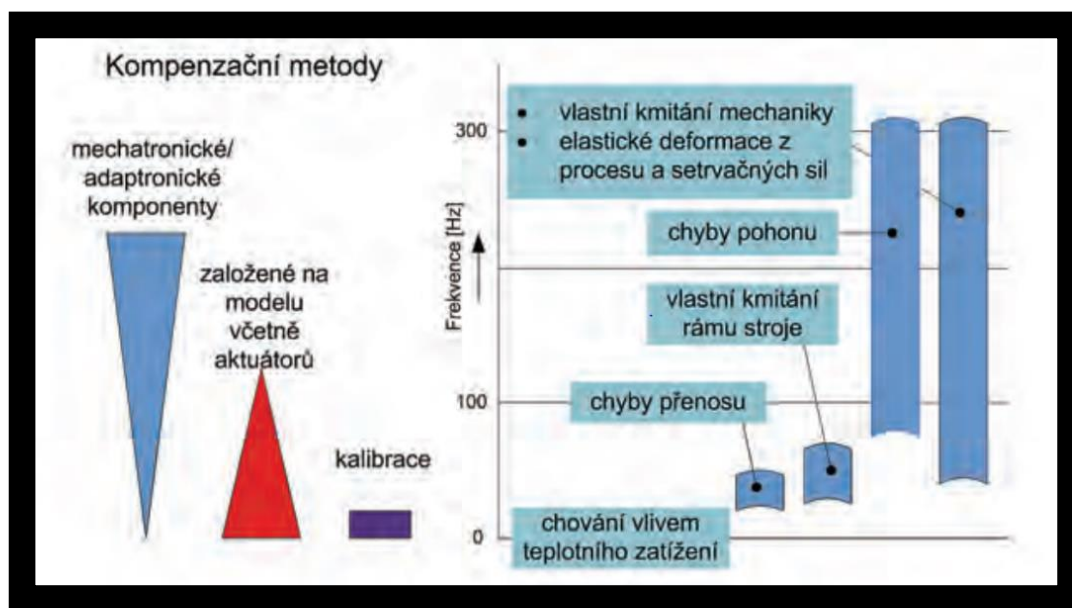 Kompenzační metody
mechatronické/
adaptronické
komponenty
založené na
modelu
včetně
aktuátorů
kalibrace
Frekvence [Hz]
300
100
0
• vlastní kmitání mechaniky
• elastické deformace z
procesu a setrvačných sil
chyby pohonu
vlastní kmitání
rámu stroje
chyby přenosu
chování vlivem
teplotního zatížení